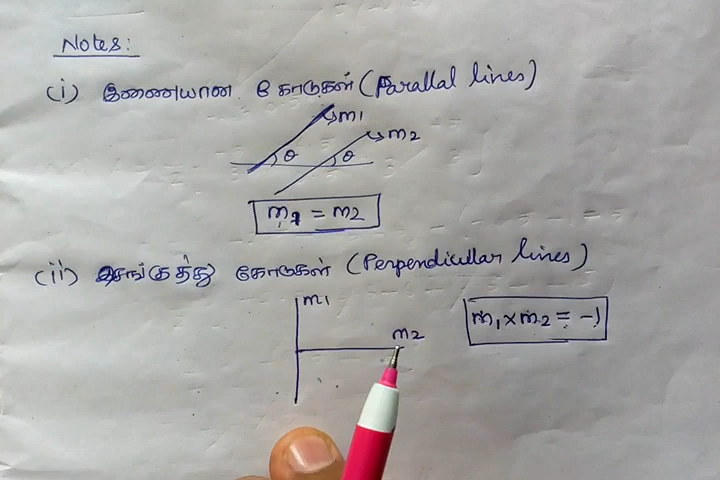 Notes:
(i) இணையான கோடுகள் (Parallal lines)
m1
θ θ m2
m1 = m2
(ii) செங்குத்து கோடுகள் (Perpendicular lines)
m1
m1 x m2 = -1
m2